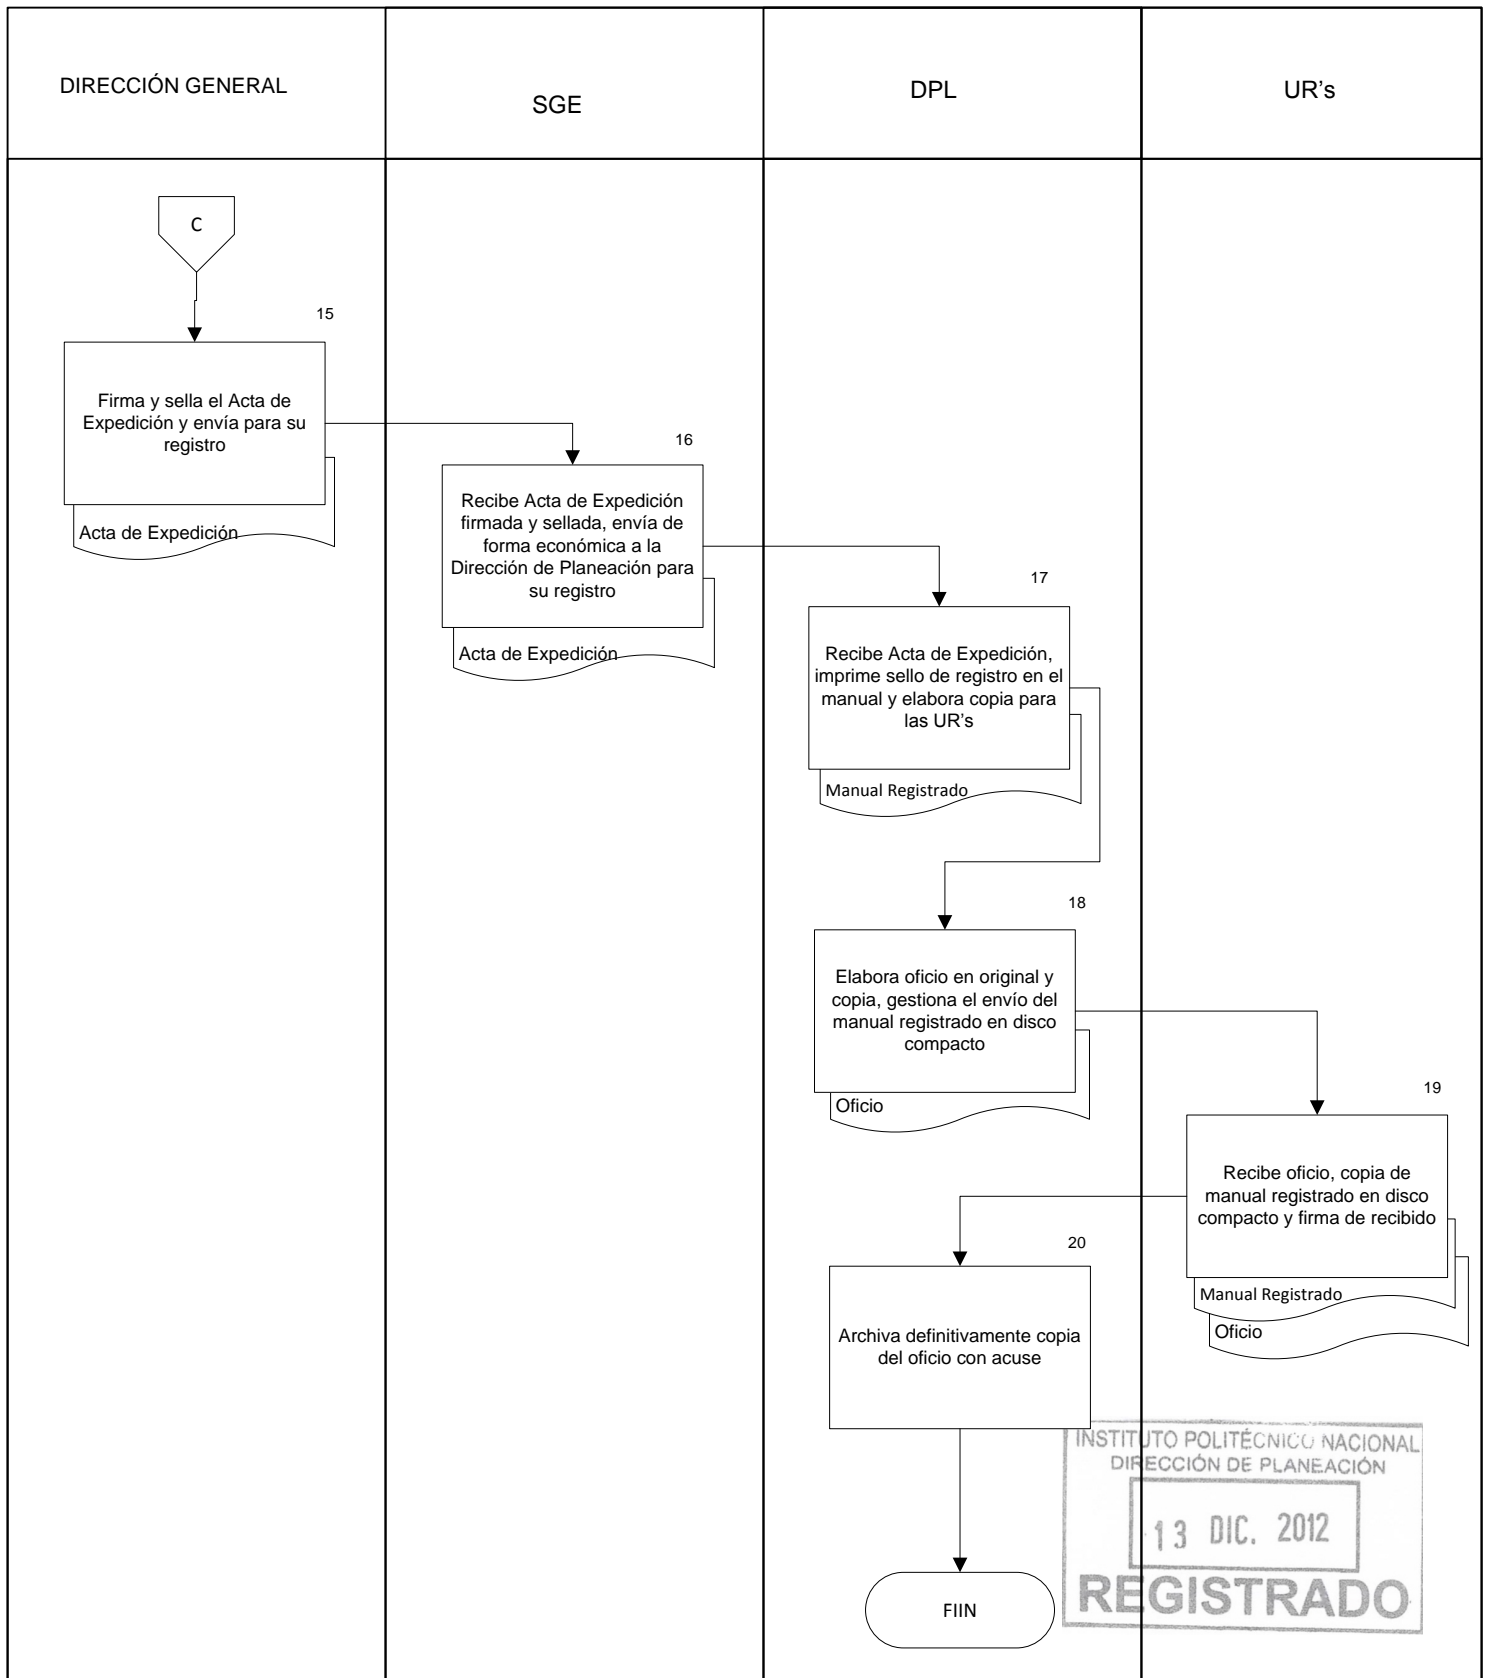 DIRECCIÓN GENERAL
SGE
DPL
UR's
C
15
Firma y sella el Acta de
Expedición y envía para su
registro
Acta de Expedición
16
Recibe Acta de Expedición
firmada y sellada, envía de
forma económica a la
Dirección de Planeación para
su registro
Acta de Expedición
17
Recibe Acta de Expedición,
imprime sello de registro en el
manual y elabora copia para
las UR's
Manual Registrado
18
Elabora oficio en original y
copia, gestiona el envío del
manual registrado en disco
compacto
Oficio
19
Recibe oficio, copia de
manual registrado en disco
compacto y firma de recibido
Manual Registrado
Oficio
20
Archiva definitivamente copia
del oficio con acuse
FIIN
INSTITUTO POLITÉCNICO NACIONAL
DIRECCIÓN DE PLANEACIÓN
13 DIC. 2012
REGISTRADO